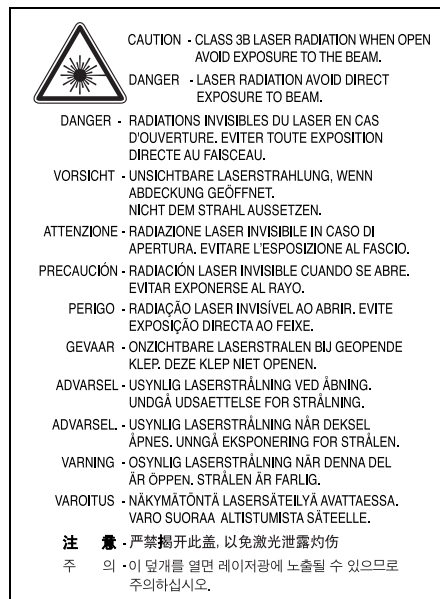 CAUTION - CLASS 3B LASER RADIATION WHEN OPEN
AVOID EXPOSURE TO THE BEAM.
DANGER - LASER RADIATION AVOID DIRECT
EXPOSURE TO BEAM.
DANGER - RADIATIONS INVISIBLES DU LASER EN CAS
D'OUVERTURE. EVITER TOUTE EXPOSITION
DIRECTE AU FAISCEAU.
VORSICHT - UNSICHTBARE LASERSTRAHLUNG, WENN
ABDECKUNG GEÖFFNET.
NICHT DEM STRAHL AUSSETZEN.
ATTENZIONE - RADIAZIONE LASER INVISIBILE IN CASO DI
APERTURA. EVITARE L'ESPOSIZIONE AL FASCIO.
PRECAUCIÓN - RADIACIÓN LASER INVISIBLE CUANDO SE ABRE.
EVITAR EXPONERSE AL RAYO.
PERIGO - RADIAÇÃO LASER INVISÍVEL AO ABRIR. EVITE
EXPOSIÇÃO DIRECTA AO FEIXE.
GEVAAR - ONZICHTBARE LASERSTRALEN BIJ GEOPENDE
KLEP. DEZE KLEP NIET OPENEN.
ADVARSEL - USYNLIG LASERSTRÅLNING VED ÅBNING.
UNDGÅ UDSAETTELSE FOR STRÅLNING.
ADVARSEL. - USYNLIG LASERSTRÅLNING NÅR DEKSEL
ÅPNES. UNNGÅ EKSPONERING FOR STRÅLEN.
VARNING - OSYNLIG LASERSTRÅLNING NÄR DENNA DEL
ÄR ÖPPEN. STRÅLEN ÄR FARLIG.
VAROITUS - NÄKYMÄTÖNTÄ LASERSÄTEILYÄ AVATTAESSA.
VARO SUORAA ALTISTUMISTA SÄTEELLE.
注 意 - 严禁揭开此盖, 以免激光泄露灼伤
주 의 - 이 덮개를 열면 레이저광에 노출될 수 있으므로
주의하십시오.